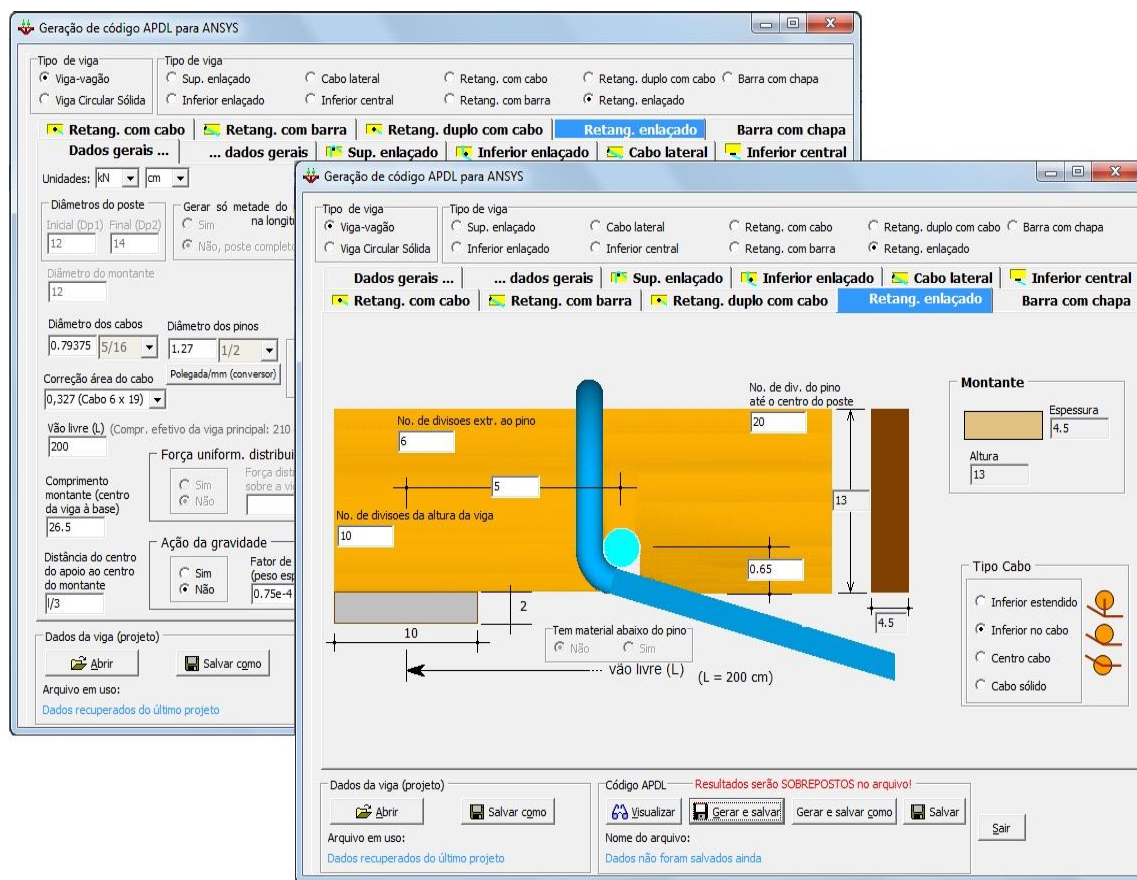 Geração de código APDL para ANSYS
Tipo de viga
Tipo de viga
Viga-vagão
Sup. enlaçado
Cabo lateral
Retang. com cabo
Retang. duplo com cabo
Barra com chapa
Viga Circular Sólida
Inferior enlaçado
Inferior central
Retang. com barra
Retang. enlaçado
Retang. com cabo
Retang. com barra
Retang. duplo com cabo
Retang. enlaçado
Barra com chapa
Dados gerais ...
... dados gerais
Sup. enlaçado
Inferior enlaçado
Cabo lateral
Inferior central
Unidades: kN cm
Diâmetros do poste
Inicial (Dp1) Final (Dp2)
12 14
Gerar só metade do
na longit
Sim
Não, poste completo
Diâmetro do montante
12
Diâmetro dos cabos
0.79375 5/16
Diâmetro dos pinos
1.27 1/2
Correção área do cabo
0,327 (Cabo 6 x 19)
Polegada/mm (conversor)
Vão livre (L) (Compr. efetivo da viga principal: 210
200
Comprimento
montante (centro
da viga à base)
26.5
Força uniform. distribui
Sim
Não
Força dist
sobre a vi
Distância do centro
do apoio ao centro
do montante
l/3
Ação da gravidade
Sim
Não
Fator de
(peso esp
0.75e-4
Dados da viga (projeto)
Abrir
Salvar como
Arquivo em uso:
Dados recuperados do último projeto
Geração de código APDL para ANSYS
Tipo de viga
Tipo de viga
Viga-vagão
Sup. enlaçado
Cabo lateral
Retang. com cabo
Retang. duplo com cabo
Barra com chapa
Viga Circular Sólida
Inferior enlaçado
Inferior central
Retang. com barra
Retang. enlaçado
Dados gerais ...
... dados gerais
Sup. enlaçado
Inferior enlaçado
Cabo lateral
Inferior central
Retang. com cabo
Retang. com barra
Retang. duplo com cabo
Retang. enlaçado
Barra com chapa
No. de divisoes extr. ao pino
6
No. de div. do pino
até o centro do poste
20
5
No. de divisoes da altura da viga
10
13
0.65
4.5
2
10
Tem material abaixo do pino
Não Sim
vão livre (L) (L = 200 cm)
Montante
Espessura
4.5
Altura
13
Tipo Cabo
Inferior estendido
Inferior no cabo
Centro cabo
Cabo sólido
Dados da viga (projeto)
Abrir
Salvar como
Arquivo em uso:
Dados recuperados do último projeto
Código APDL
Resultados serão SOBREPOSTOS no arquivo!
Visualizar
Gerar e salvar
Gerar e salvar como
Salvar
Nome do arquivo:
Dados não foram salvados ainda
Sair